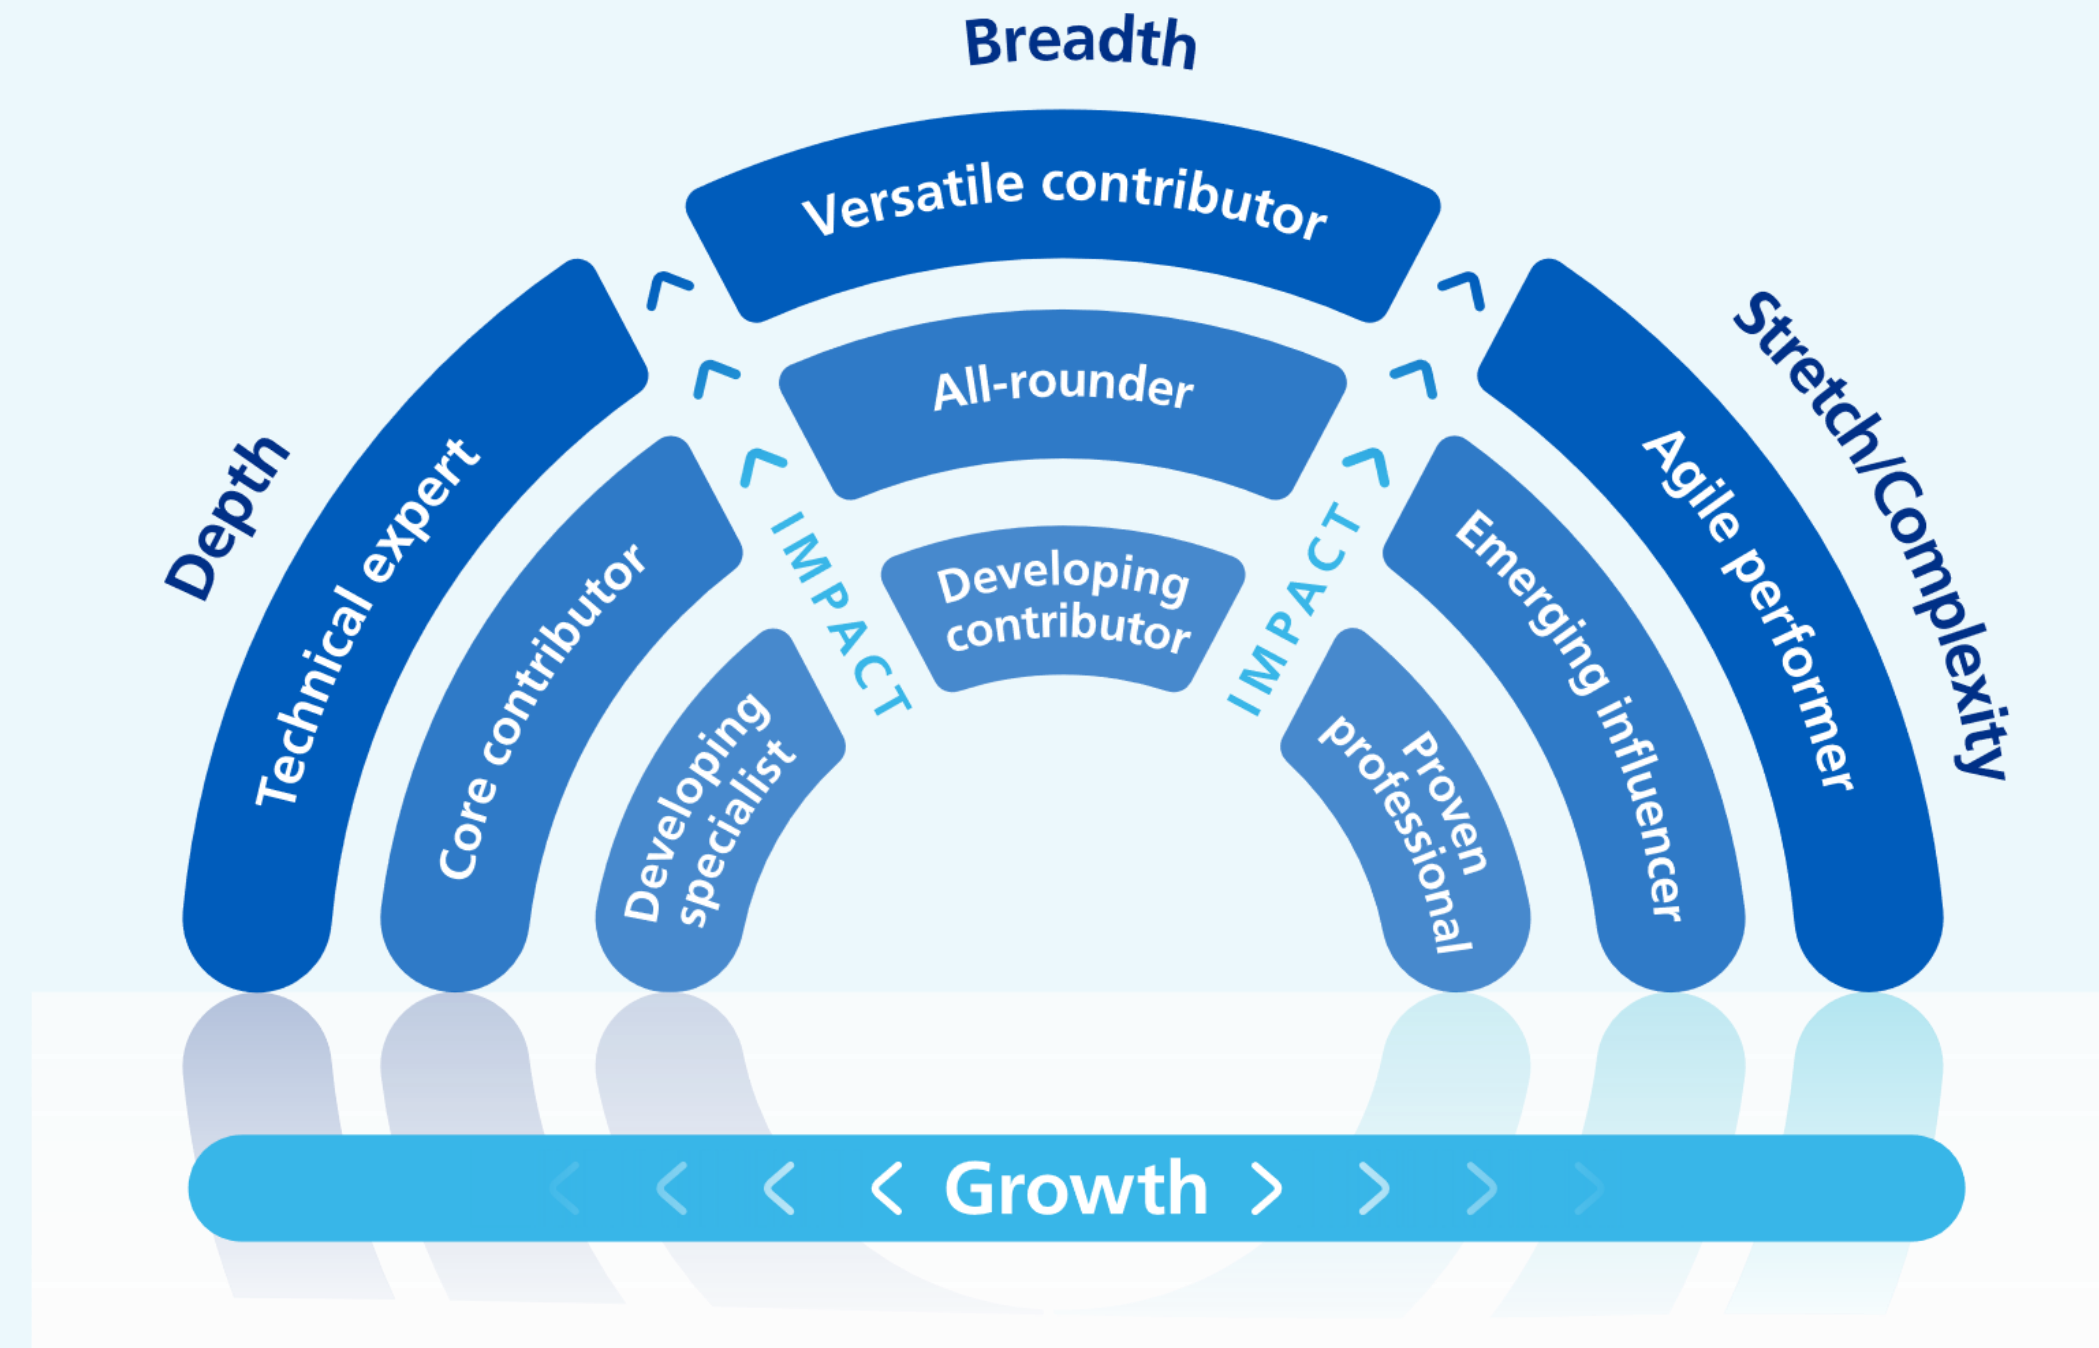 Breadth
Versatile contributor
All-rounder
Developing
contributor
Depth
Technical expert
Core contributor
Developing
specialist
IMPACT
IMPACT
Stretch/Complexity
Agile performer
Emerging influencer
Proven
professional
Growth